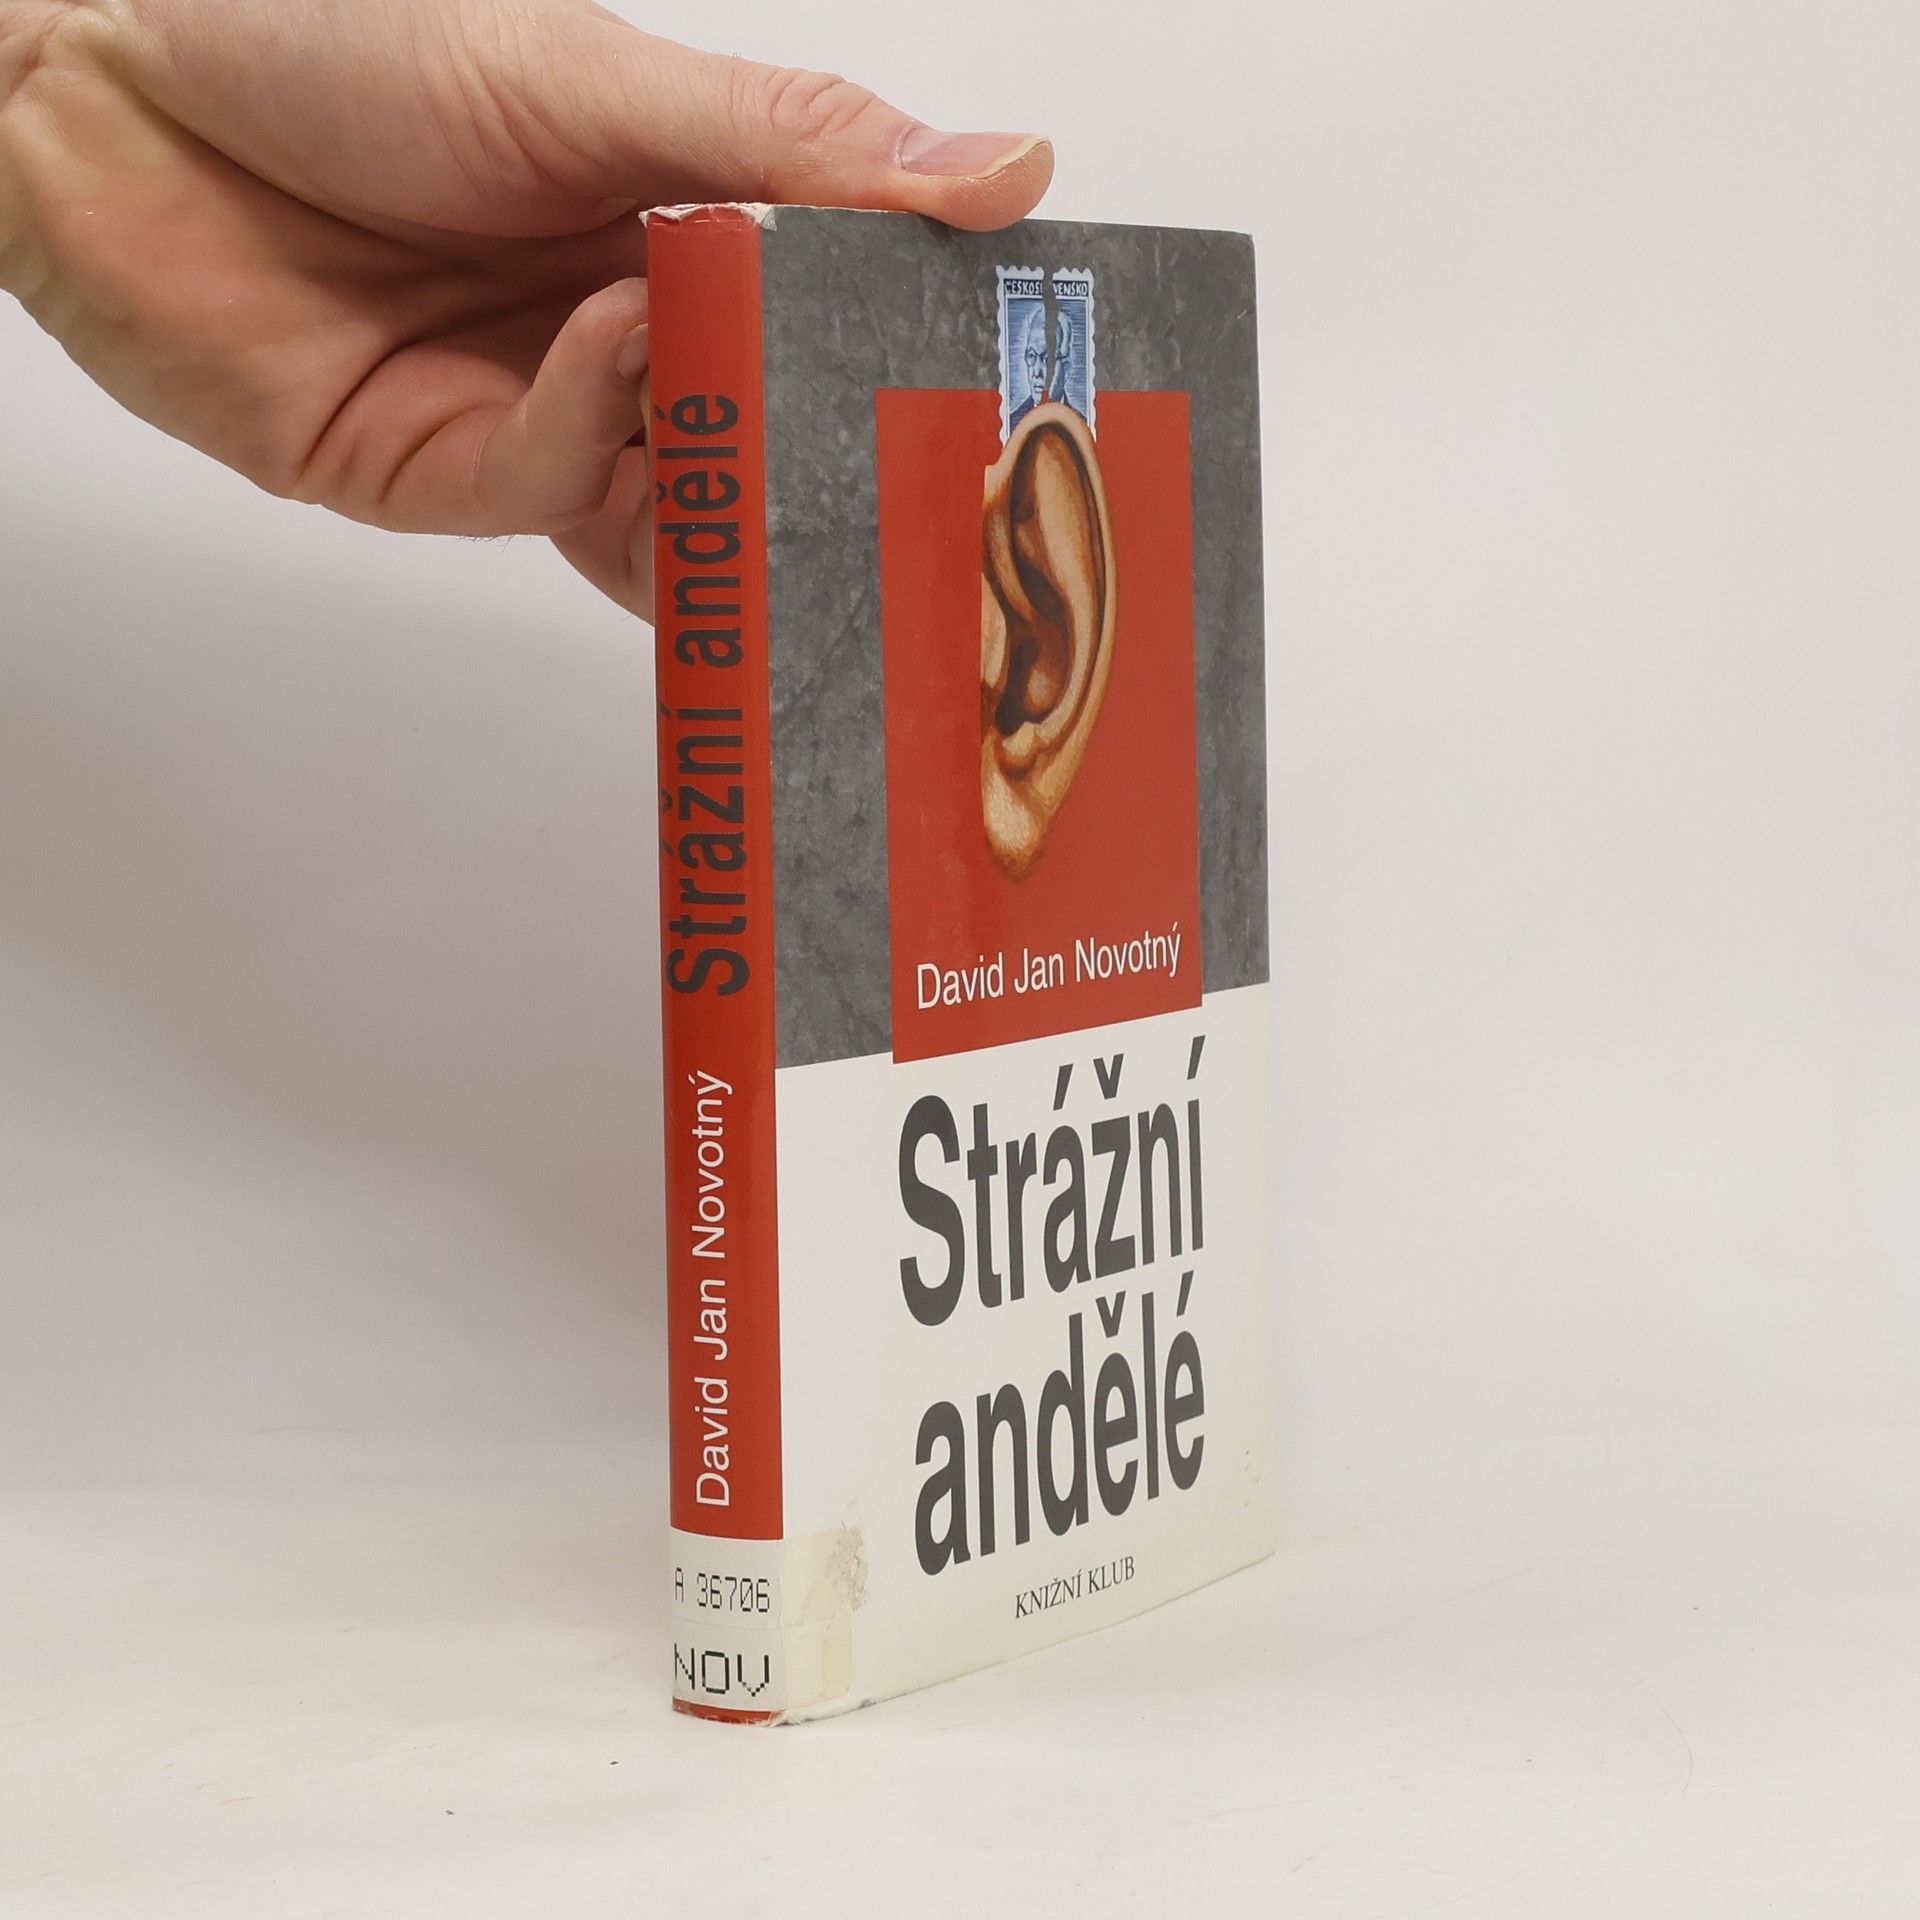 Strážní andělé
David Jan Novotný
A 36706
NOV
ČESKOSLOVENSKO
David Jan Novotný
Strážní
andělé
KNIŽNÍ KLUB